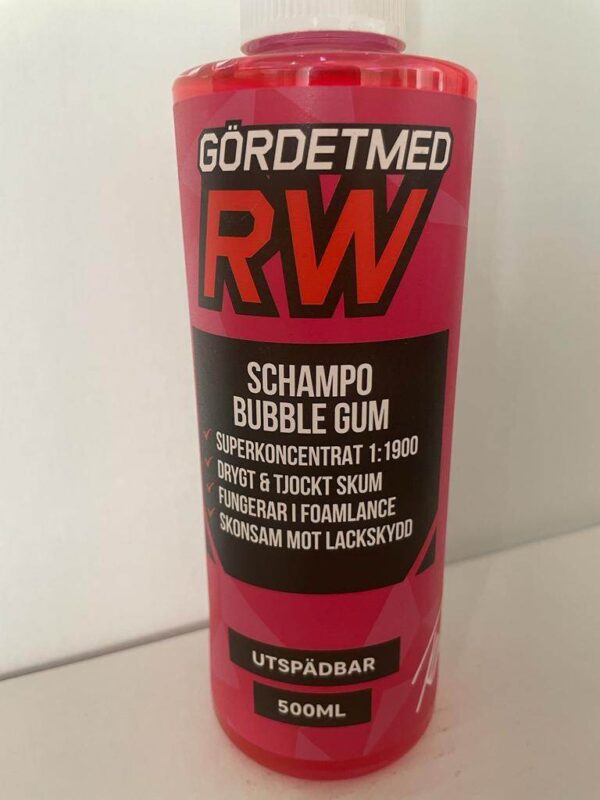 GÖRDETMED
RW
SCHAMPO
BUBBLE GUM
SUPERKONCENTRAT 1:1900
DRYGT & TJOCKT SKUM
FUNGERAR I FOAMLANCE
SKONSAM MOT LACKSKYDD
UTSPÄDBAR
500ML